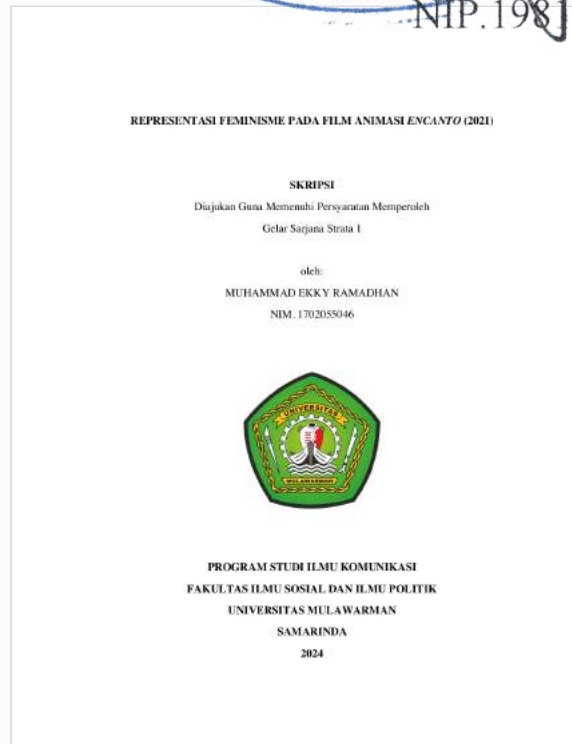 NIP.1981
REPRESENTASI FEMINISME PADA FILM ANIMASI ENCANTO (2021)
SKRIPSI
Diajukan Guna Memenuhi Persyaratan Memperoleh
Gelar Sarjana Strata 1
oleh:
MUHAMMAD EKKY RAMADHAN
NIM. 1702055046
UNIVERSITAS
MULAWARMAN
PROGRAM STUDI ILMU KOMUNIKASI
FAKULTAS ILMU SOSIAL DAN ILMU POLITIK
UNIVERSITAS MULAWARMAN
SAMARINDA
2024